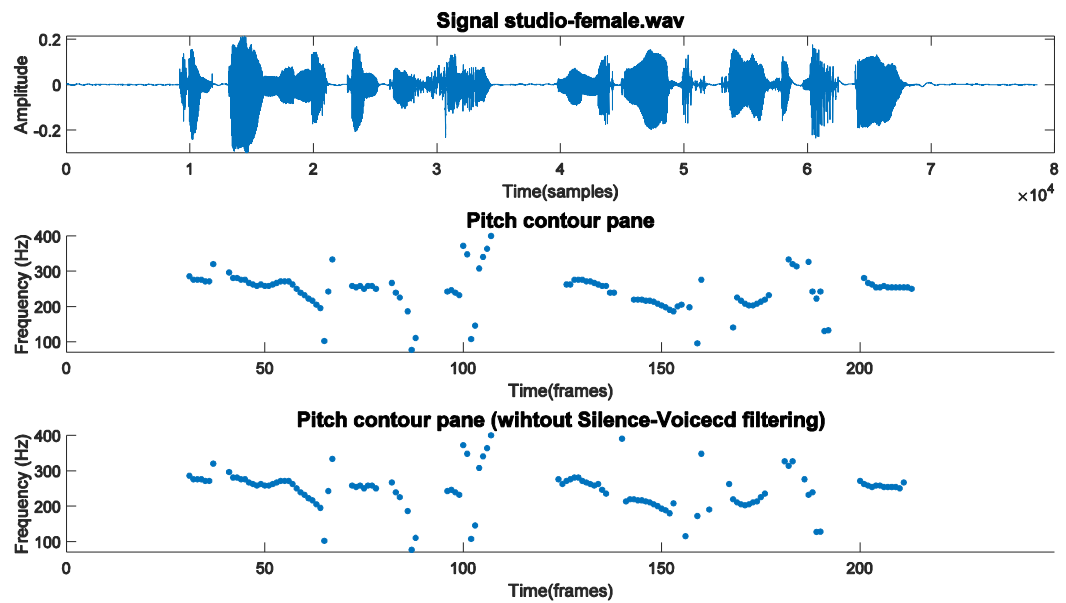 Signal studio-female.wav
Amplitude
0.2
0
-0.2
0 1 2 3 4 5 6 7 8
Time(samples)
×10⁴
Pitch contour pane
Frequency (Hz)
400
300
200
100
0 50 100 150 200
Time(frames)
Pitch contour pane (wihtout Silence-Voicecd filtering)
Frequency (Hz)
400
300
200
100
0 50 100 150 200
Time(frames)